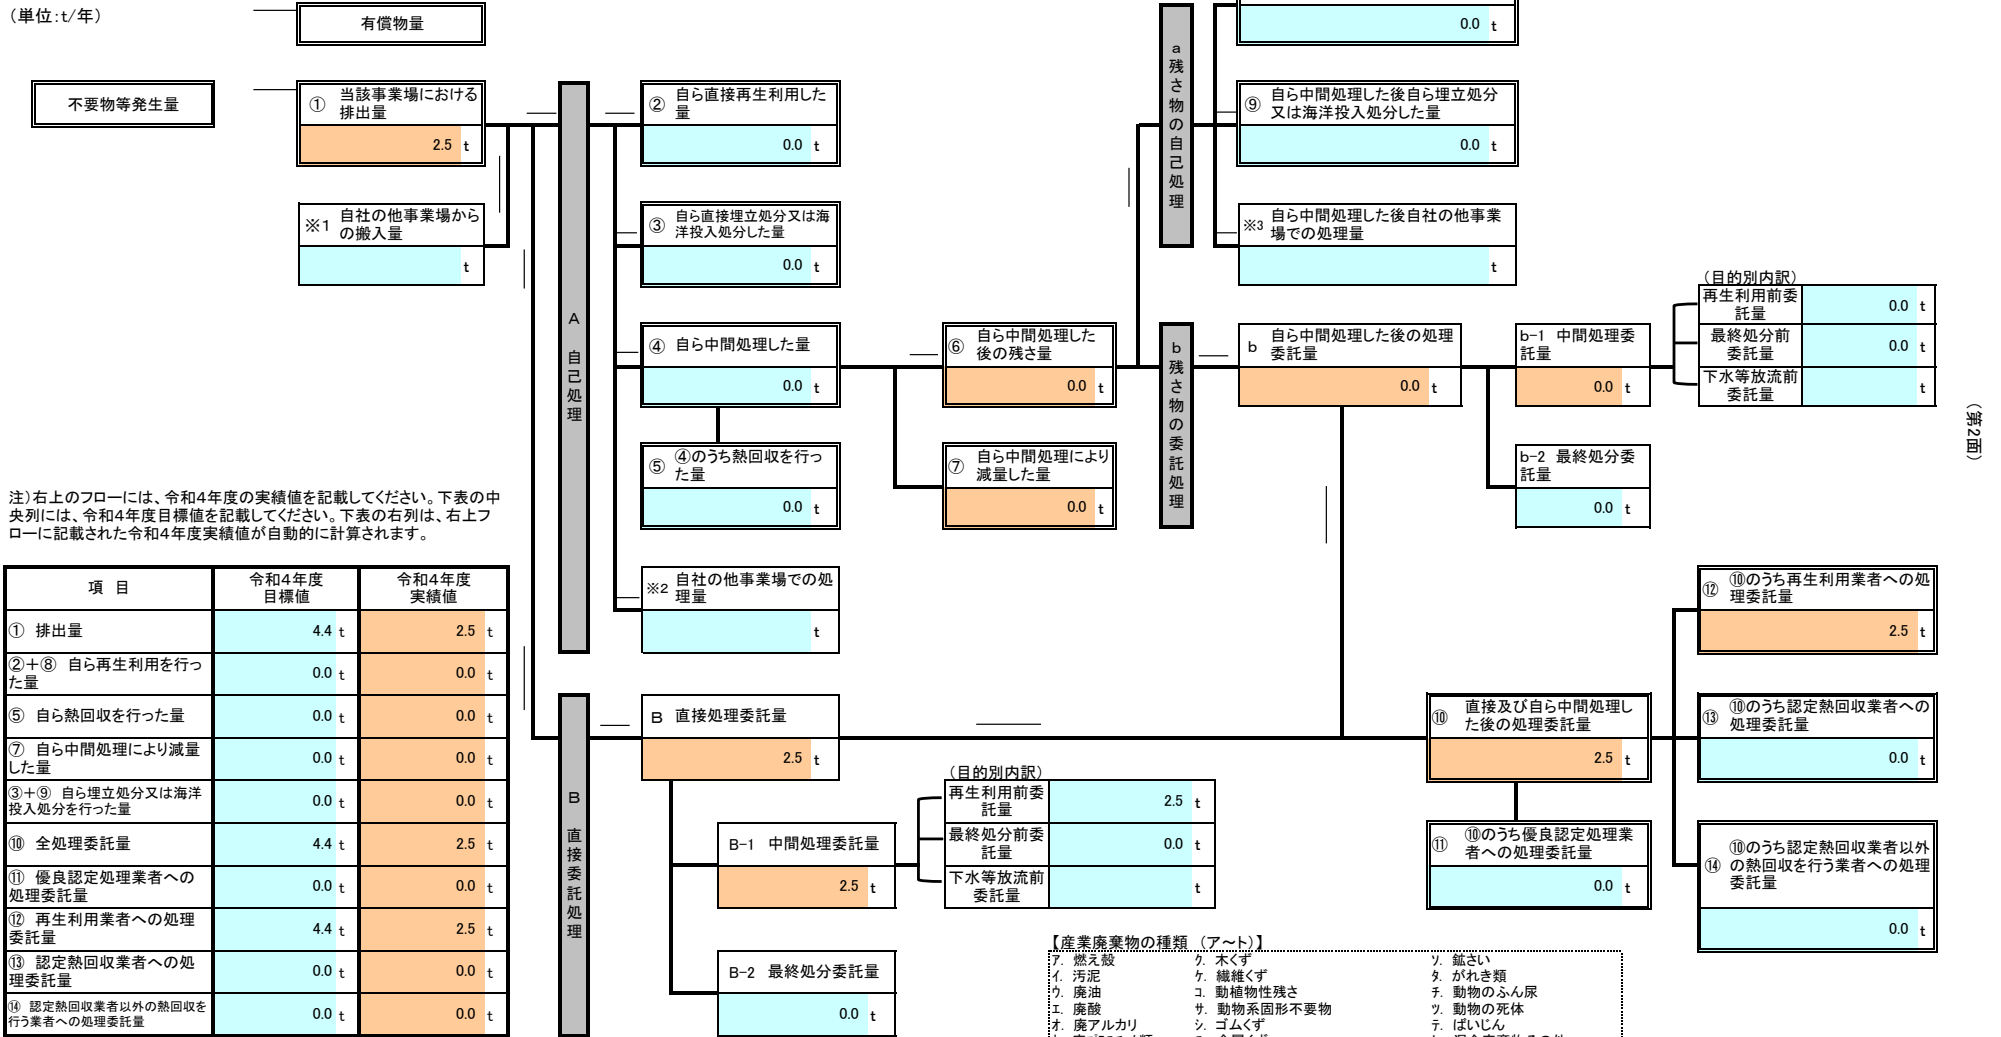 （単位：t/年）
有償物量
不要物等発生量
① 当該事業場における
排出量
2.5 t
※1 自社の他事業場から
の搬入量
t
A 自己処理
② 自ら直接再生利用した
量
0.0 t
③ 自ら直接埋立処分又は海
洋投入処分した量
0.0 t
④ 自ら中間処理した量
0.0 t
⑤ ④のうち熱回収を行っ
た量
0.0 t
※2 自社の他事業場での処
理量
t
⑥ 自ら中間処理した
後の残さ量
0.0 t
⑦ 自ら中間処理により
減量した量
0.0 t
a 残さ物の自己処理
0.0 t
⑨ 自ら中間処理した後自ら埋立処分
又は海洋投入処分した量
0.0 t
※3 自ら中間処理した後自社の他事業
場での処理量
t
b 残さ物の委託処理
b 自ら中間処理した後の処理
委託量
0.0 t
b-1 中間処理委
託量
0.0 t
b-2 最終処分委
託量
0.0 t
（目的別内訳）
再生利用前委
託量
0.0 t
最終処分前
委託量
0.0 t
下水等放流前
委託量
t
（第2面）
注）右上のフローには、令和4年度の実績値を記載してください。下表の中
央列には、令和4年度目標値を記載してください。下表の右列は、右上フ
ローに記載された令和4年度実績値が自動的に計算されます。
項 目 令和4年度
目標値 令和4年度
実績値
① 排出量 4.4 t 2.5 t
②＋⑧ 自ら再生利用を行っ
た量 0.0 t 0.0 t
⑤ 自ら熱回収を行った量 0.0 t 0.0 t
⑦ 自ら中間処理により減量
した量 0.0 t 0.0 t
③＋⑨ 自ら埋立処分又は海洋
投入処分を行った量 0.0 t 0.0 t
⑩ 全処理委託量 4.4 t 2.5 t
⑪ 優良認定処理業者への
処理委託量 0.0 t 0.0 t
⑫ 再生利用業者への処理
委託量 4.4 t 2.5 t
⑬ 認定熱回収業者への処
理委託量 0.0 t 0.0 t
⑭ 認定熱回収業者以外の熱回収を
行う業者への処理委託量 0.0 t 0.0 t
B 直接委託処理
B 直接処理委託量
2.5 t
B-1 中間処理委託量
2.5 t
B-2 最終処分委託量
0.0 t
（目的別内訳）
再生利用前委
託量
2.5 t
最終処分前委
託量
0.0 t
下水等放流前
委託量
t
⑩ 直接及び自ら中間処理し
た後の処理委託量
2.5 t
⑪ ⑩のうち優良認定処理業
者への処理委託量
0.0 t
⑫ ⑩のうち再生利用業者への処
理委託量
2.5 t
⑬ ⑩のうち認定熱回収業者への
処理委託量
0.0 t
⑭ ⑩のうち認定熱回収業者以外
の熱回収を行う業者への処理
委託量
0.0 t
【産業廃棄物の種類 （ア〜ト）】
ア. 燃え殻 ク. 木くず ソ. 鉱さい
イ. 汚泥 ケ. 繊維くず タ. がれき類
ウ. 廃油 コ. 動植物性残さ チ. 動物のふん尿
エ. 廃酸 サ. 動物系固形不要物 ツ. 動物の死体
オ. 廃アルカリ シ. ゴムくず テ. ばいじん